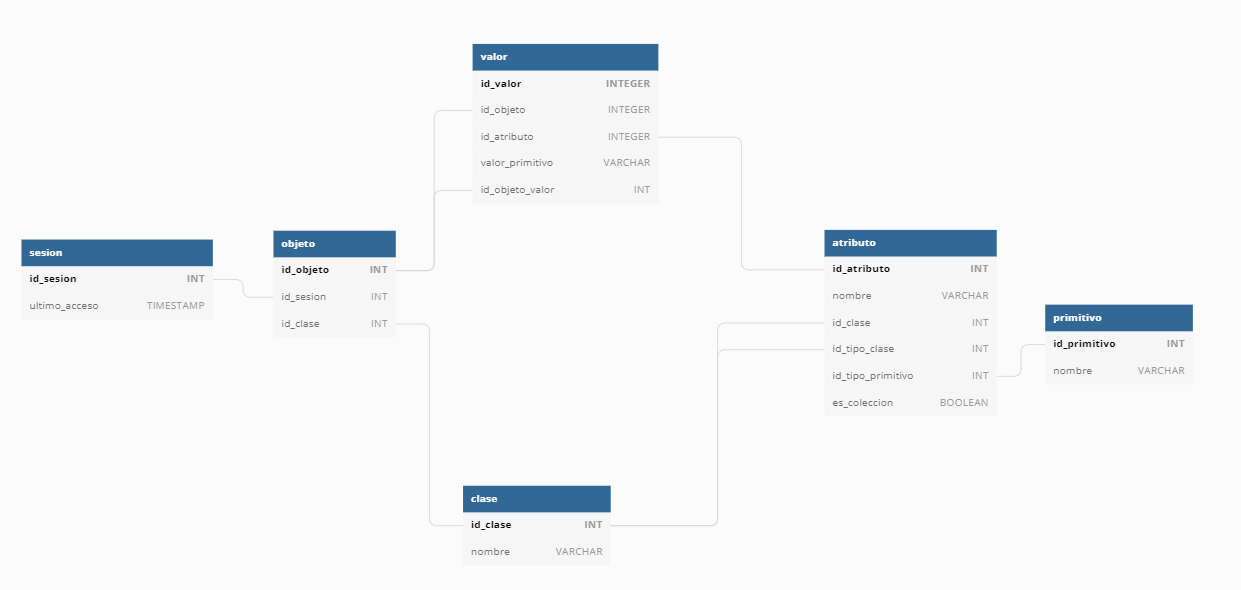 valor
id_valor INTEGER
id_objeto INTEGER
id_atributo INTEGER
valor_primitivo VARCHAR
id_objeto_valor INT
sesion
id_sesion INT
ultimo_acceso TIMESTAMP
objeto
id_objeto INT
id_sesion INT
id_clase INT
atributo
id_atributo INT
nombre VARCHAR
id_clase INT
id_tipo_clase INT
id_tipo_primitivo INT
es_coleccion BOOLEAN
primitivo
id_primitivo INT
nombre VARCHAR
clase
id_clase INT
nombre VARCHAR